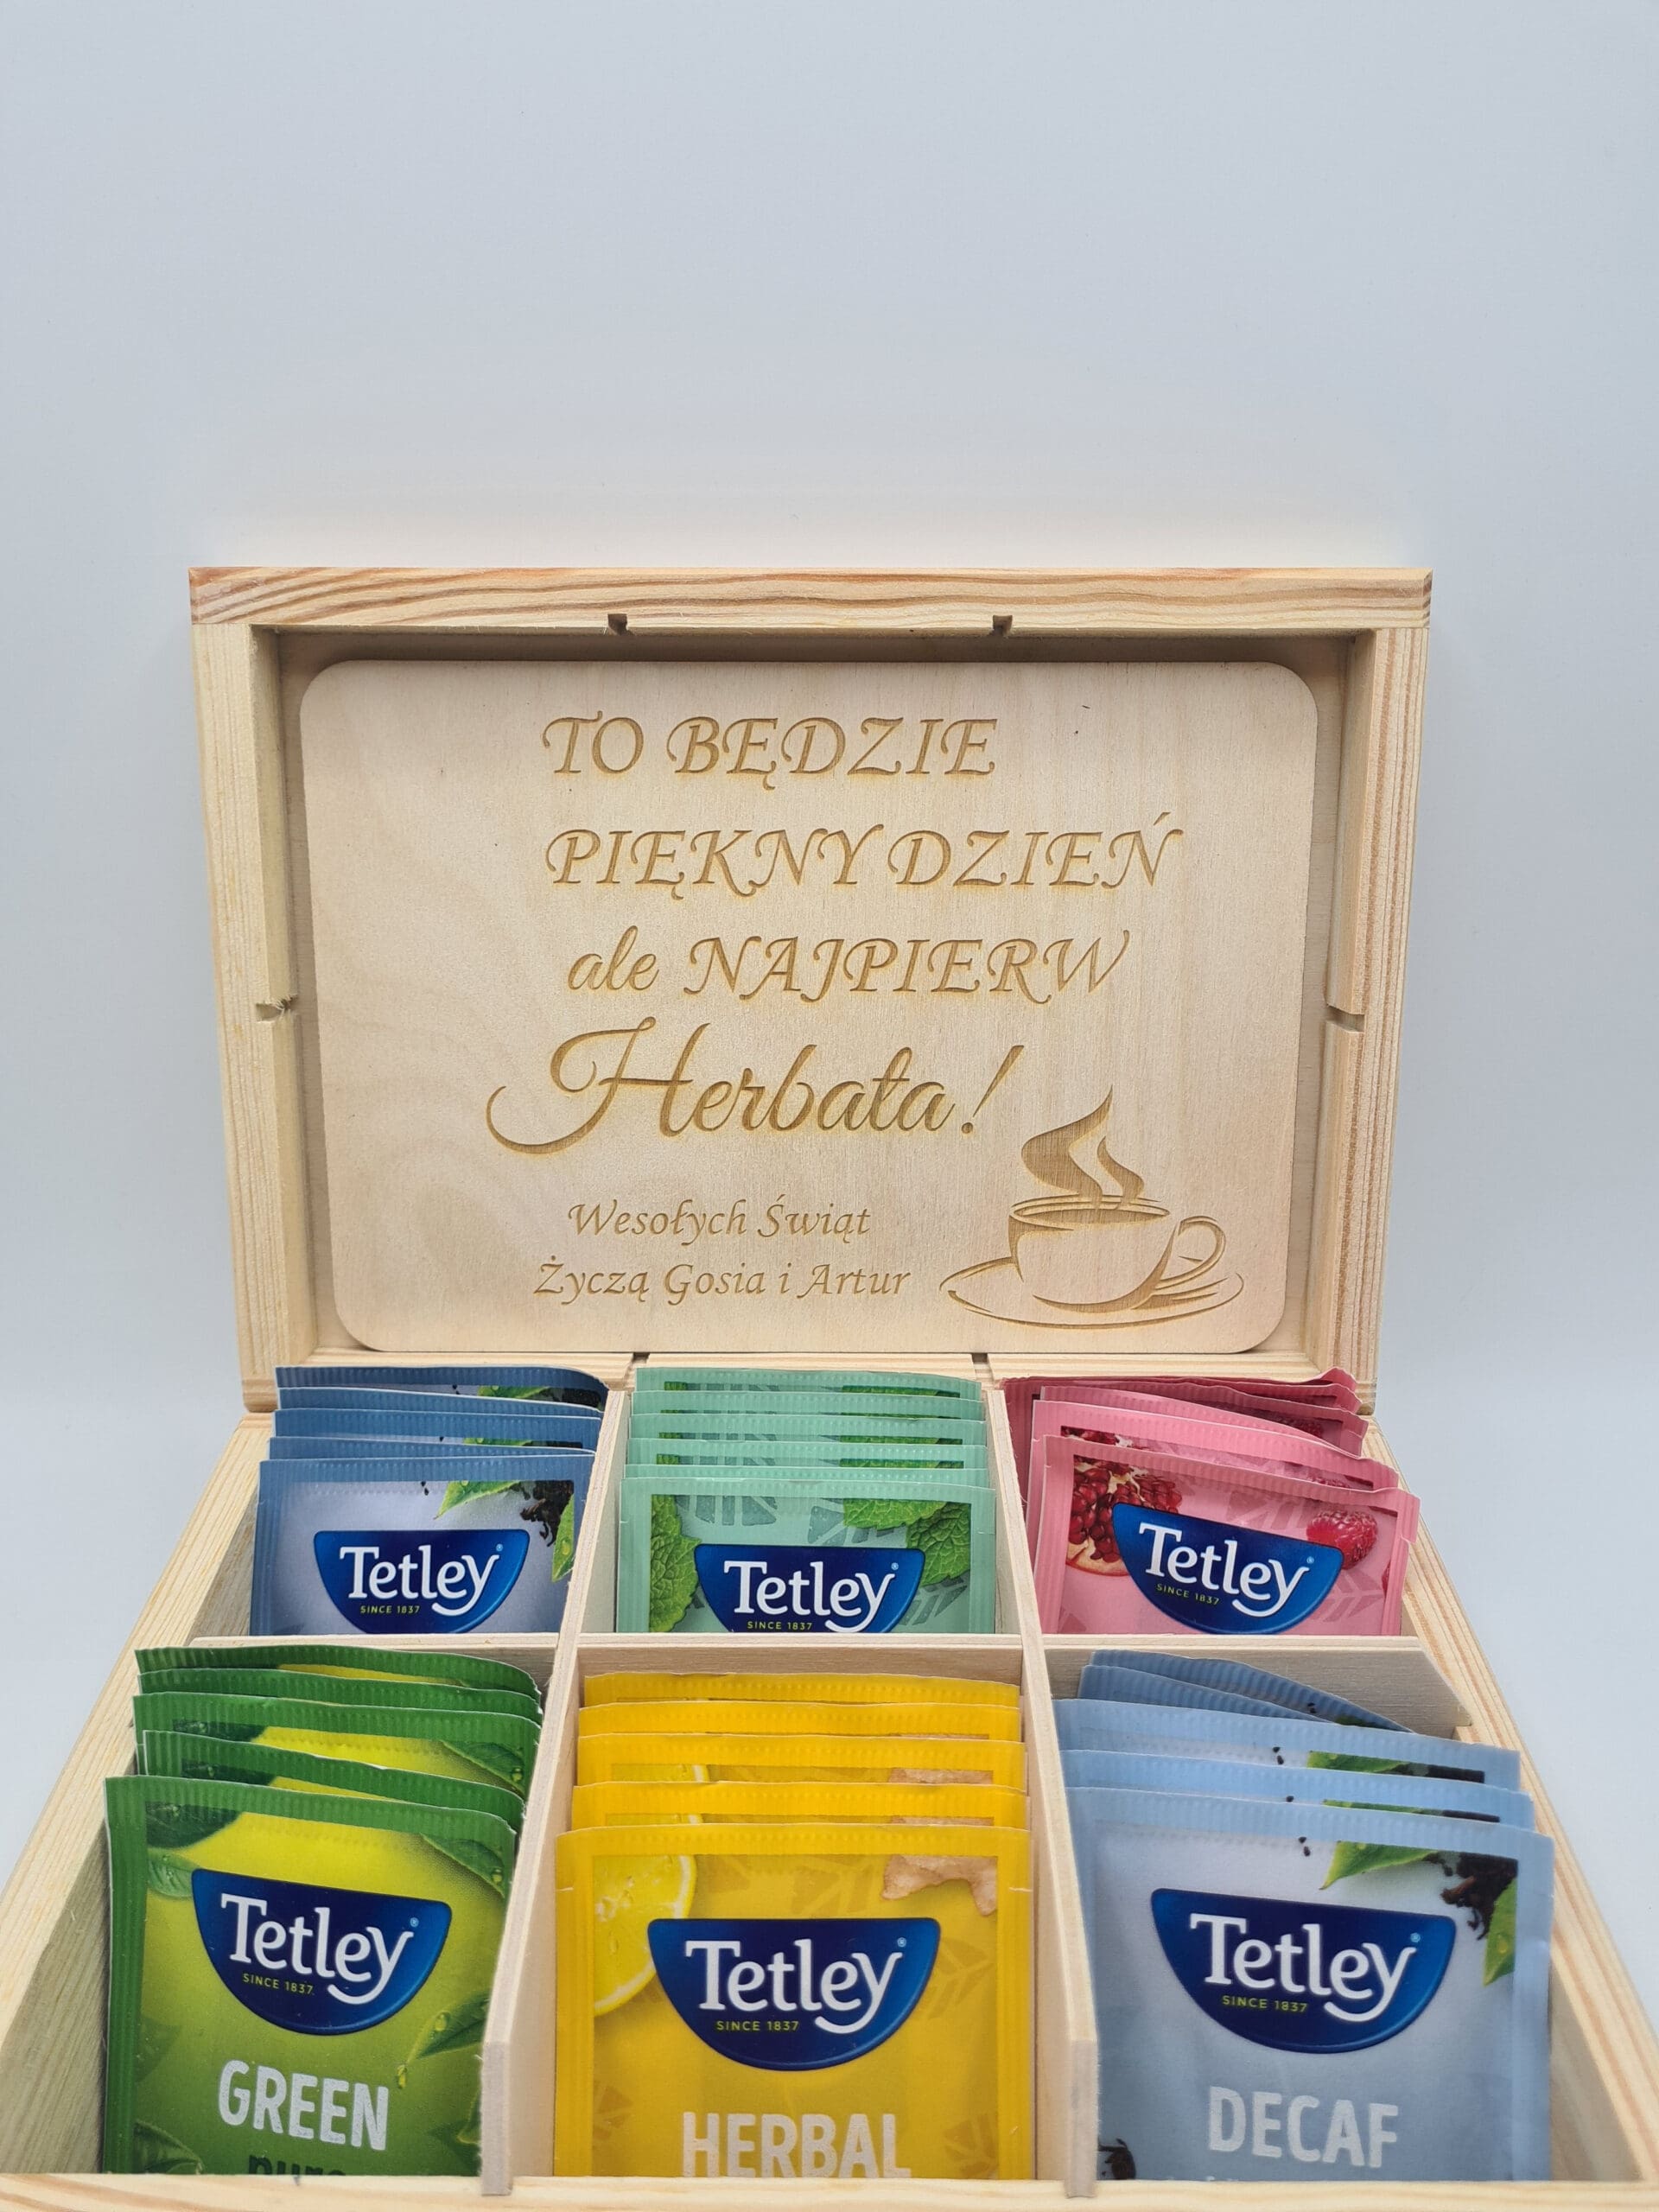 TO BĘDZIE
PIĘKNY DZIEŃ
ale NAJPIERW
Herbata!
Wesołych Świąt
Życzą Gosia i Artur
Tetley
SINCE 1837
Tetley
SINCE 1837
Tetley
SINCE 1837
Tetley
SINCE 1837
GREEN
pure
Tetley
SINCE 1837
HERBAL
Tetley
SINCE 1837
DECAF